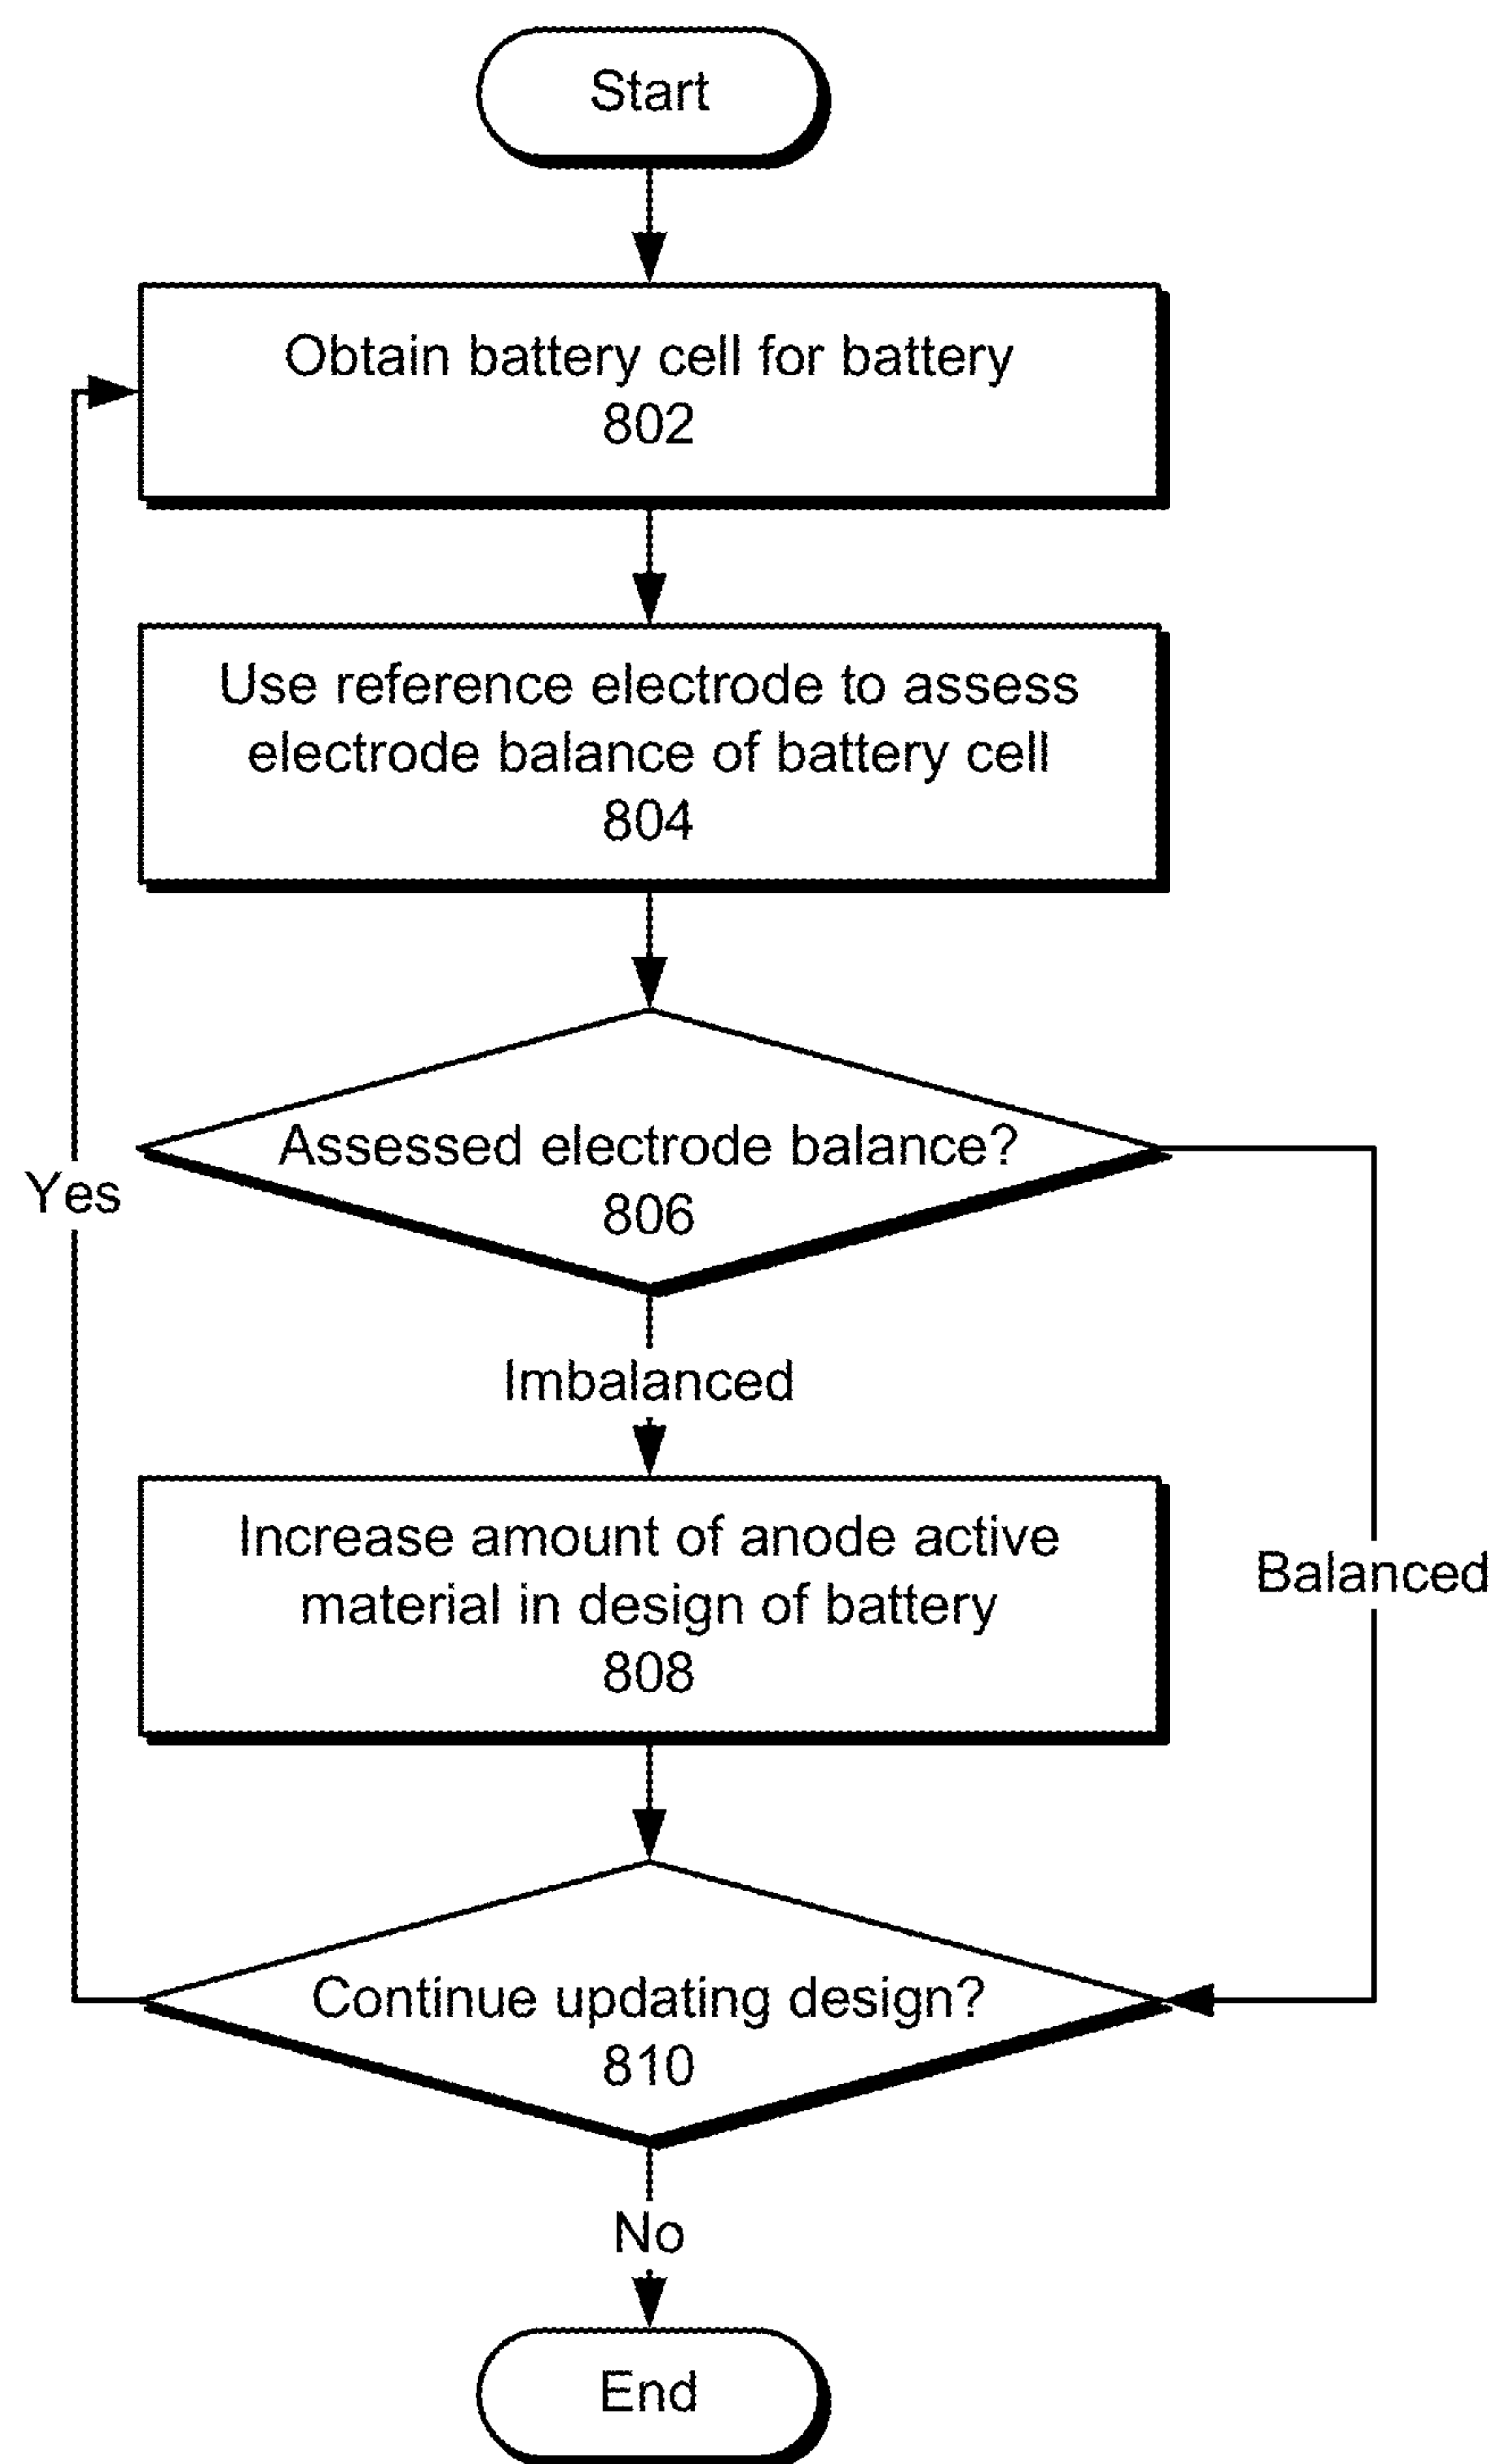 Start
Obtain battery cell for battery
802
Use reference electrode to assess
electrode balance of battery cell
804
Assessed electrode balance?
806
Yes
Imbalanced
Increase amount of anode active
material in design of battery
808
Balanced
Continue updating design?
810
No
End